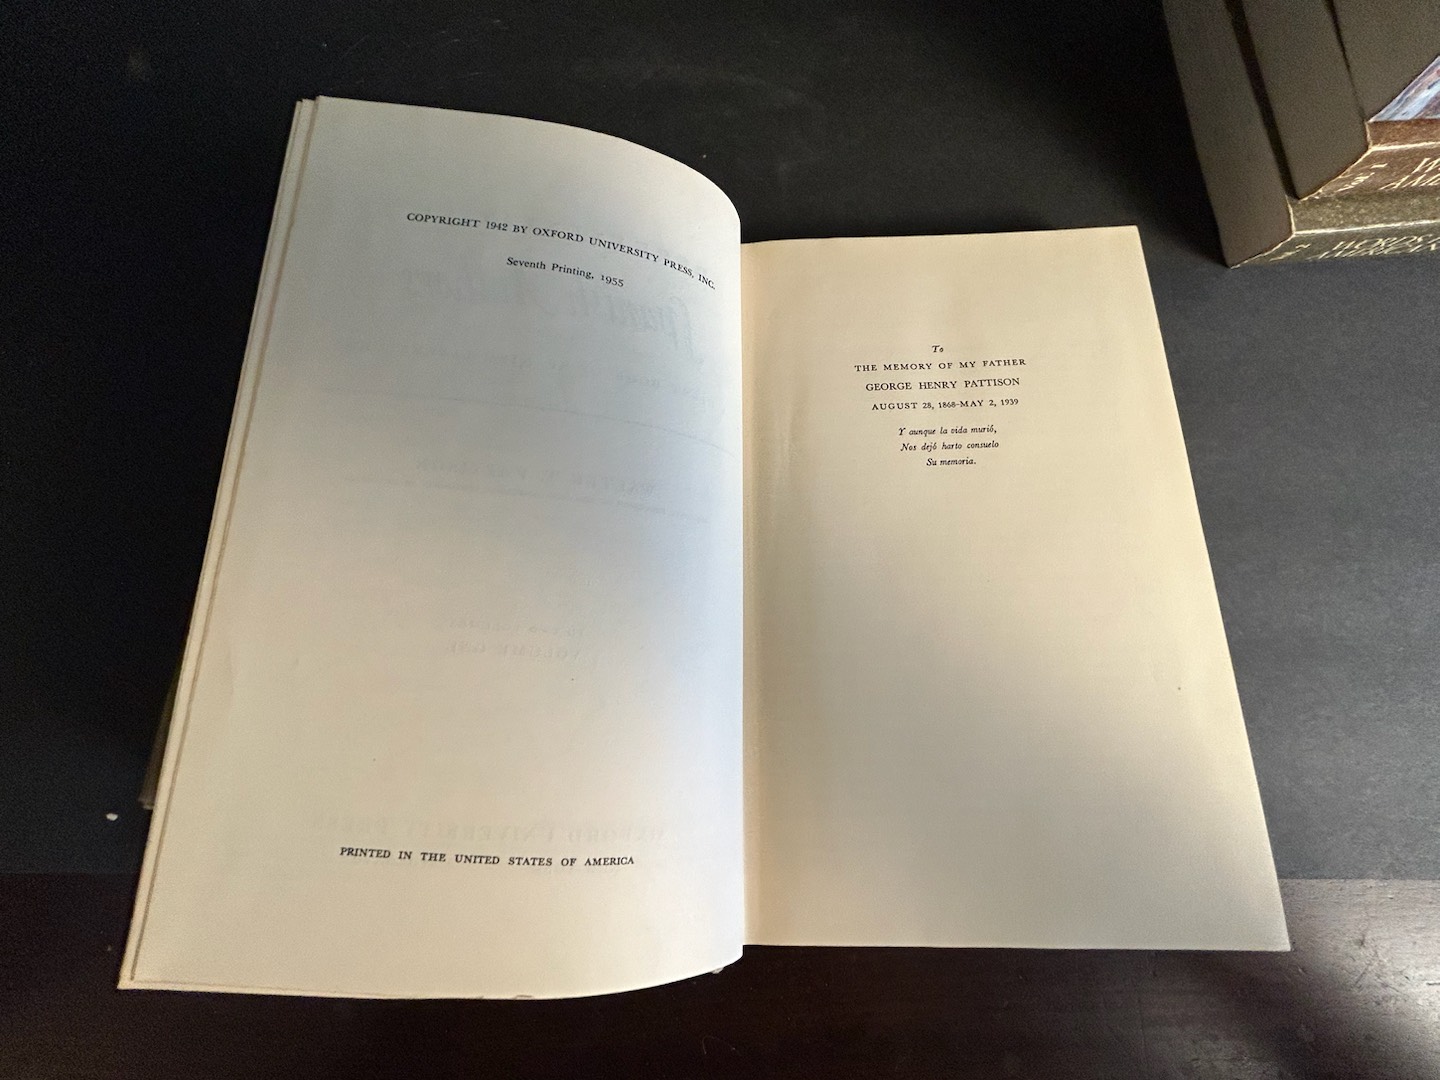 COPYRIGHT 1942 BY OXFORD UNIVERSITY PRESS, INC.
Seventh Printing, 1955
PRINTED IN THE UNITED STATES OF AMERICA
To
THE MEMORY OF MY FATHER
GEORGE HENRY PATTISON
AUGUST 28, 1868–MAY 2, 1939
Y aunque la vida murió,
Nos dejó harto consuelo
Su memoria.